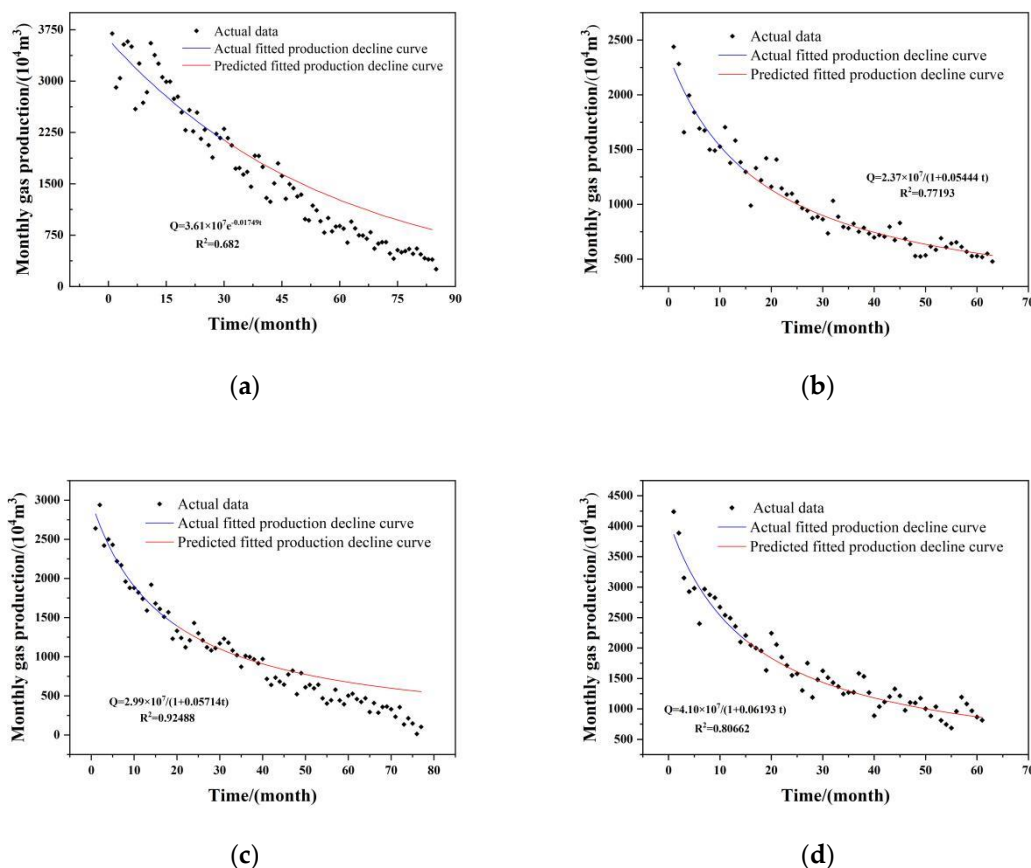 Monthly gas production/(10⁴m³)
3750
3000
2250
1500
750
0
Actual data
Actual fitted production decline curve
Predicted fitted production decline curve
Q=3.61×10⁷e⁻⁰·⁰¹⁷⁴⁹ᵗ
R²=0.682
0 15 30 45 60 75 90
Time/(month)
(a)
Monthly gas production/(10⁴m³)
2500
2000
1500
1000
500
Actual data
Actual fitted production decline curve
Predicted fitted production decline curve
Q=2.37×10⁷/(1+0.05444 t)
R²=0.77193
0 10 20 30 40 50 60 70
Time/(month)
(b)
Monthly gas production/(10⁴m³)
3000
2500
2000
1500
1000
500
0
Actual data
Actual fitted production decline curve
Predicted fitted production decline curve
Q=2.99×10⁷/(1+0.05714t)
R²=0.92488
0 10 20 30 40 50 60 70 80
Time/(month)
(c)
Monthly gas production/(10⁴m³)
4500
4000
3500
3000
2500
2000
1500
1000
500
Actual data
Actual fitted production decline curve
Predicted fitted production decline curve
Q=4.10×10⁷/(1+0.06193 t)
R²=0.80662
0 10 20 30 40 50 60 70
Time/(month)
(d)